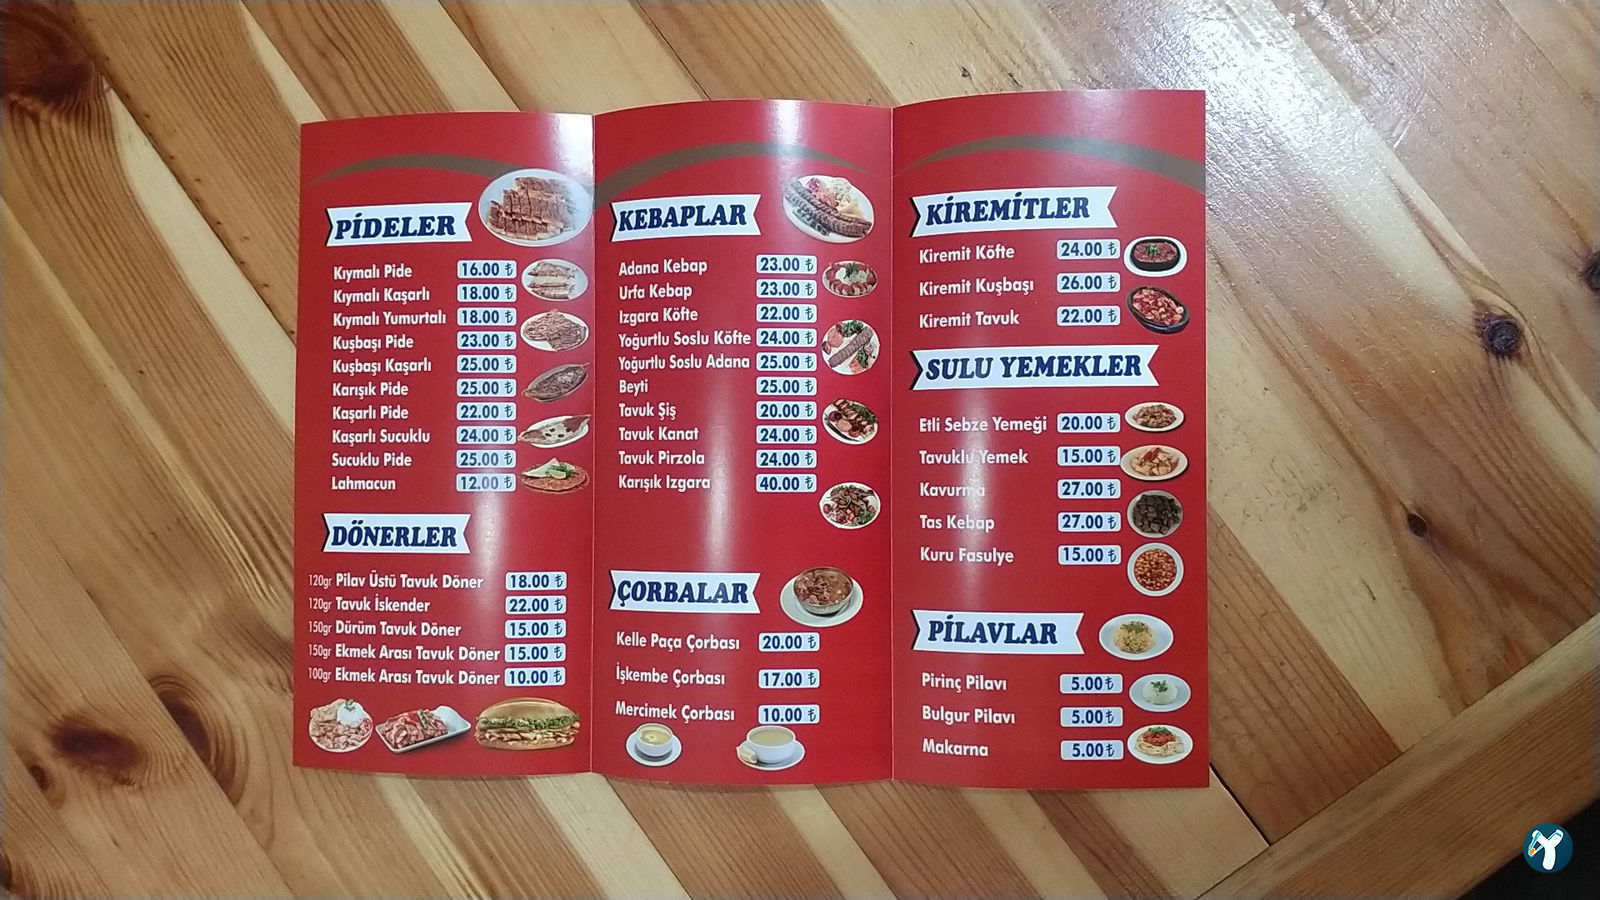 PİDELER
Kıymalı Pide 16.00 ₺
Kıymalı Kaşarlı 18.00 ₺
Kıymalı Yumurtalı 18.00 ₺
Kuşbaşı Pide 23.00 ₺
Kuşbaşı Kaşarlı 25.00 ₺
Karışık Pide 25.00 ₺
Kaşarlı Pide 22.00 ₺
Kaşarlı Sucuklu 24.00 ₺
Sucuklu Pide 25.00 ₺
Lahmacun 12.00 ₺
DÖNERLER
120gr Pilav Üstü Tavuk Döner 18.00 ₺
120gr Tavuk İskender 22.00 ₺
150gr Dürüm Tavuk Döner 15.00 ₺
150gr Ekmek Arası Tavuk Döner 15.00 ₺
100gr Ekmek Arası Tavuk Döner 10.00 ₺
KEBAPLAR
Adana Kebap 23.00 ₺
Urfa Kebap 23.00 ₺
Izgara Köfte 22.00 ₺
Yoğurtlu Soslu Köfte 24.00 ₺
Yoğurtlu Soslu Adana 25.00 ₺
Beyti 25.00 ₺
Tavuk Şiş 20.00 ₺
Tavuk Kanat 24.00 ₺
Tavuk Pirzola 24.00 ₺
Karışık Izgara 40.00 ₺
ÇORBALAR
Kelle Paça Çorbası 20.00 ₺
İşkembe Çorbası 17.00 ₺
Mercimek Çorbası 10.00 ₺
KİREMİTLER
Kiremit Köfte 24.00 ₺
Kiremit Kuşbaşı 26.00 ₺
Kiremit Tavuk 22.00 ₺
SULU YEMEKLER
Etli Sebze Yemeği 20.00 ₺
Tavuklu Yemek 15.00 ₺
Kavurma 27.00 ₺
Tas Kebap 27.00 ₺
Kuru Fasulye 15.00 ₺
PİLAVLAR
Pirinç Pilavı 5.00 ₺
Bulgur Pilavı 5.00 ₺
Makarna 5.00 ₺